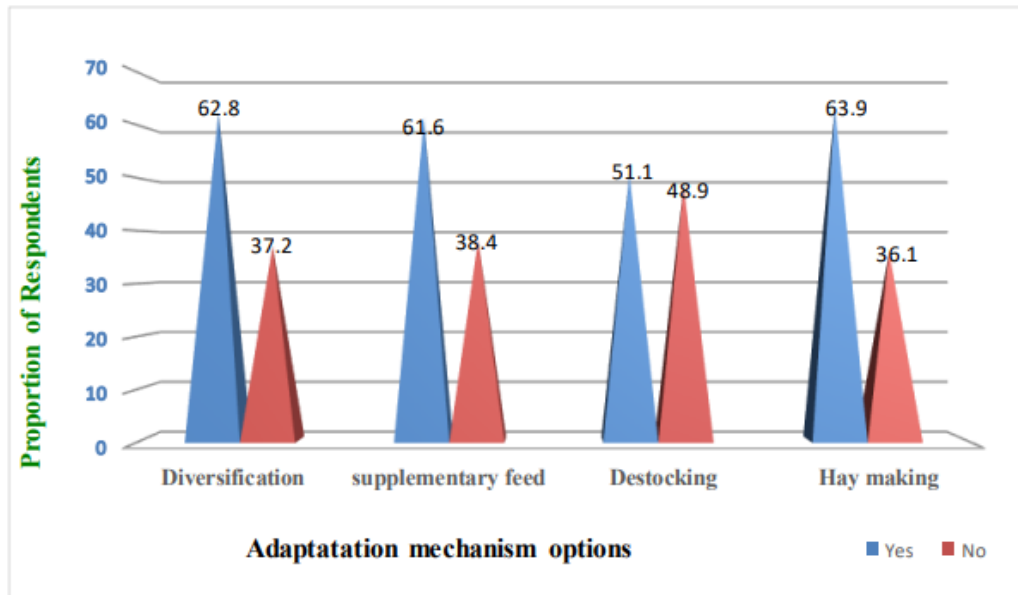 70
60
50
40
30
20
10
0
Proportion of Respondents
62.8
37.2
61.6
38.4
51.1
48.9
63.9
36.1
Diversification
supplementary feed
Destocking
Hay making
Adaptatation mechanism options
Yes
No